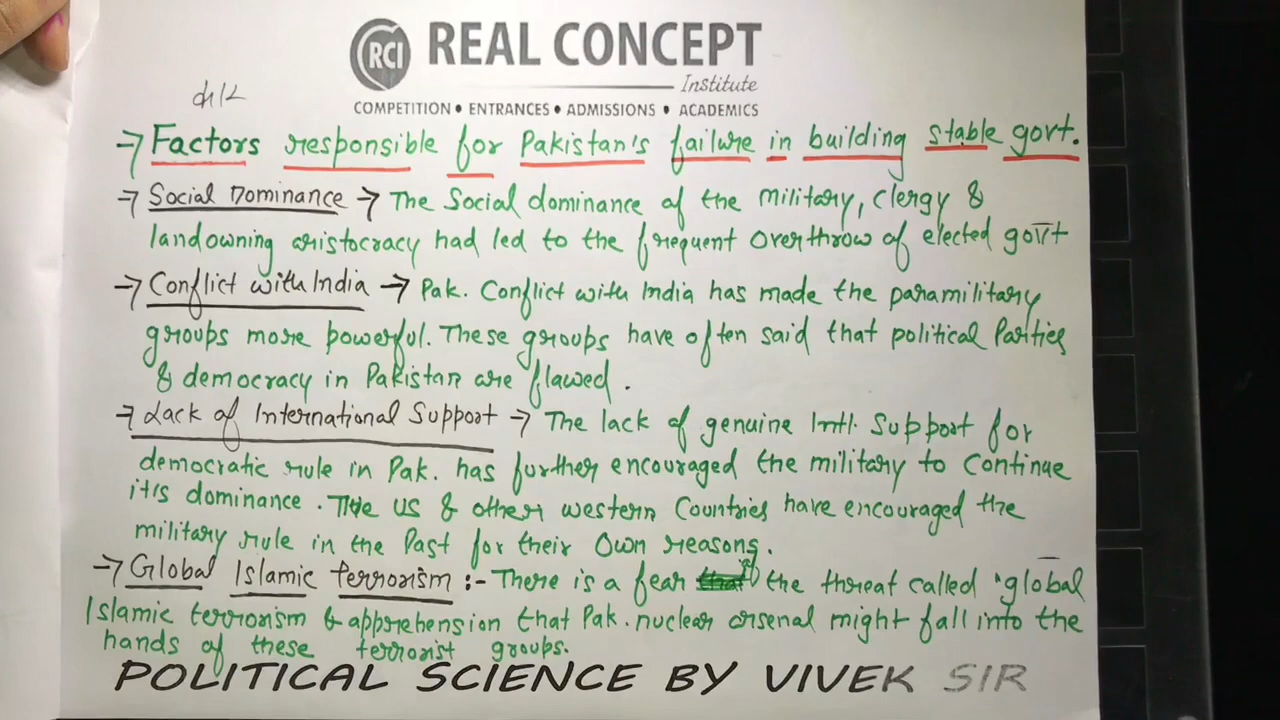 RCI REAL CONCEPT
Institute
COMPETITION • ENTRANCES • ADMISSIONS • ACADEMICS
→ Factors responsible for Pakistan's failure in building stable govt.
→ Social Dominance → The Social dominance of the military, clergy &
landowning aristocracy had led to the frequent overthrow of elected govt
→ Conflict with India → Pak. Conflict with India has made the paramilitary
groups more powerful. These groups have often said that political Parties
& democracy in Pakistan are flawed.
→ Lack of International Support → The lack of genuine Intl. Support for
democratic rule in Pak. has further encouraged the military to Continue
its dominance. The US & other western Countries have encouraged the
military rule in the Past for their Own reasons.
→ Global Islamic terrorism :- There is a fear of the threat called 'global
Islamic terrorism & apprehension that Pak. nuclear arsenal might fall into the
hands of these terrorist groups.
POLITICAL SCIENCE BY VIVEK SIR